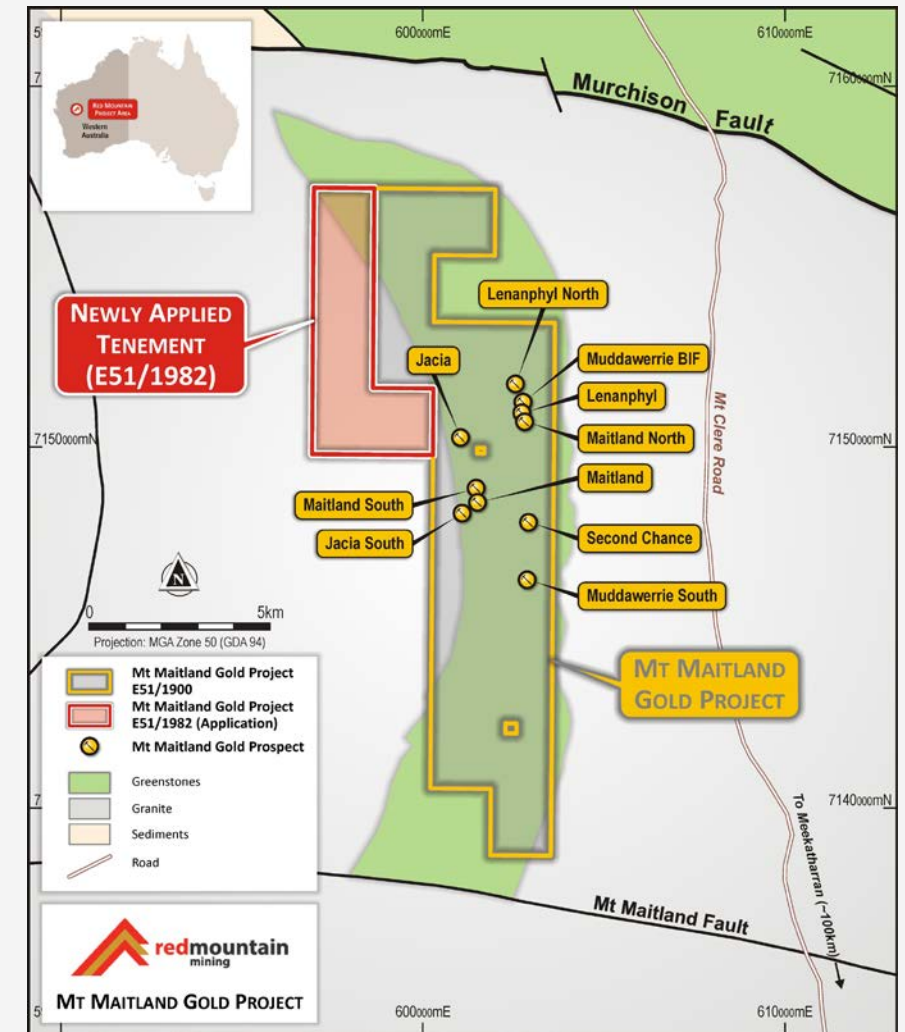 600000mE
610000mE
7160000mN
Murchison Fault
RED MOUNTAIN
PROJECT AREA
Western
Australia
Lenanphyl North
NEWLY APPLIED
TENEMENT
(E51/1982)
Jacia
Muddawerrie BIF
Lenanphyl
Maitland North
Mt Clere Road
7150000mN
7150000mN
Maitland
Maitland South
Second Chance
Jacia South
Muddawerrie South
N
0
5km
Projection: MGA Zone 50 (GDA 94)
MT MAITLAND
GOLD PROJECT
Mt Maitland Gold Project
E51/1900
Mt Maitland Gold Project
E51/1982 (Application)
Mt Maitland Gold Prospect
Greenstones
Granite
Sediments
Road
7140000mN
To Meekatharran (~100km)
Mt Maitland Fault
redmountain
mining
MT MAITLAND GOLD PROJECT
600000mE
610000mE